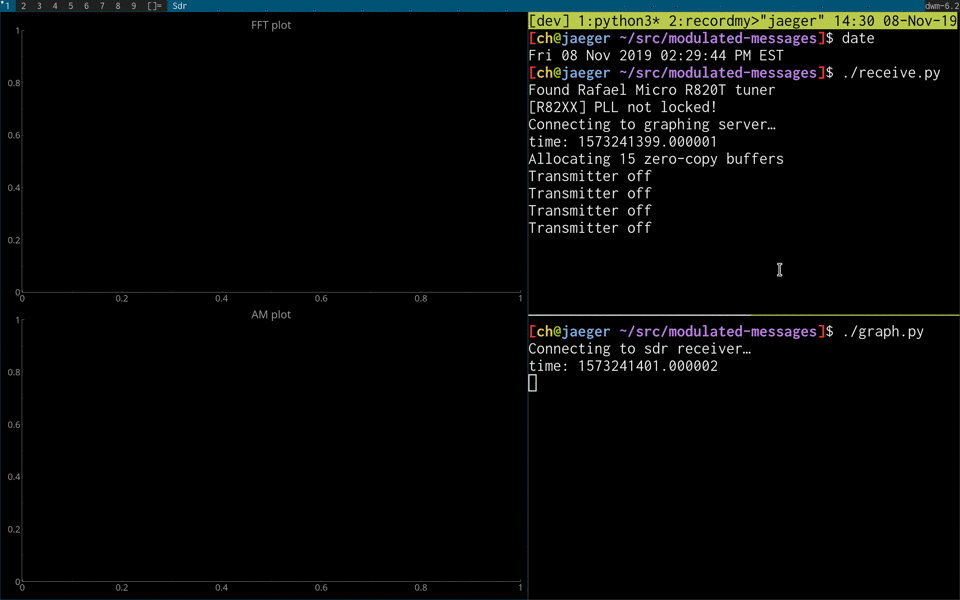 1 2 3 4 5 6 7 8 9 []= Sdr dwm-6.2
FFT plot
1
0.8
0.6
0.4
0.2
0
0 0.2 0.4 0.6 0.8 1
AM plot
1
0.8
0.6
0.4
0.2
0
0 0.2 0.4 0.6 0.8 1
[dev] 1:python3* 2:recordmy>"jaeger" 14:30 08-Nov-19
[ch@jaeger ~/src/modulated-messages]$ date
Fri 08 Nov 2019 02:29:44 PM EST
[ch@jaeger ~/src/modulated-messages]$ ./receive.py
Found Rafael Micro R820T tuner
[R82XX] PLL not locked!
Connecting to graphing server…
time: 1573241399.000001
Allocating 15 zero-copy buffers
Transmitter off
Transmitter off
Transmitter off
Transmitter off
[ch@jaeger ~/src/modulated-messages]$ ./graph.py
Connecting to sdr receiver…
time: 1573241401.000002